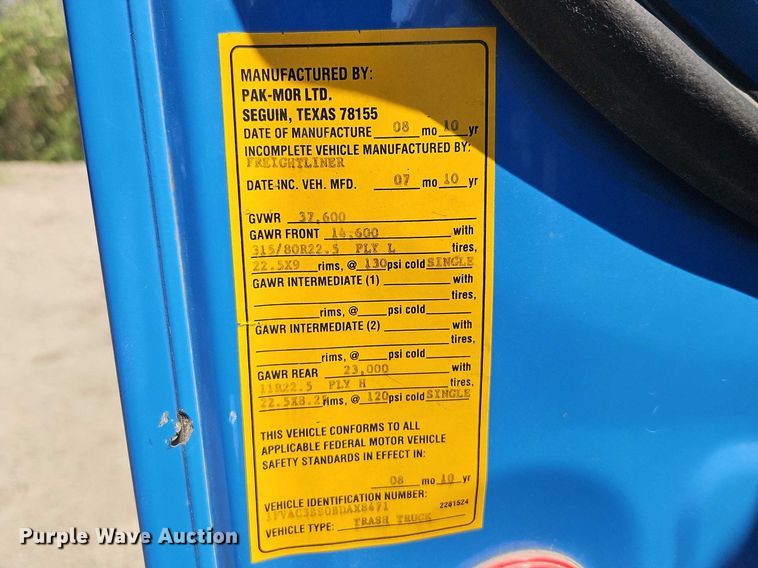 MANUFACTURED BY:
PAK-MOR LTD.
SEGUIN, TEXAS 78155
DATE OF MANUFACTURE 08 mo 10 yr
INCOMPLETE VEHICLE MANUFACTURED BY:
FREIGHTLINER
DATE INC. VEH. MFD. 07 mo 10 yr
GVWR 37,600
GAWR FRONT 14,600 with
315/80R22.5 PLY L tires,
22.5X9 rims, @ 130 psi cold SINGLE
GAWR INTERMEDIATE (1) with
tires,
rims, @ psi cold
GAWR INTERMEDIATE (2) with
tires,
rims, @ psi cold
GAWR REAR 23,000 with
11R22.5 PLY H tires,
22.5X8.25 rims, @ 120 psi cold SINGLE
THIS VEHICLE CONFORMS TO ALL
APPLICABLE FEDERAL MOTOR VEHICLE
SAFETY STANDARDS IN EFFECT IN:
08 mo 10 yr
VEHICLE IDENTIFICATION NUMBER:
2281524
VEHICLE TYPE: TRASH TRUCK
Purple Wave Auction